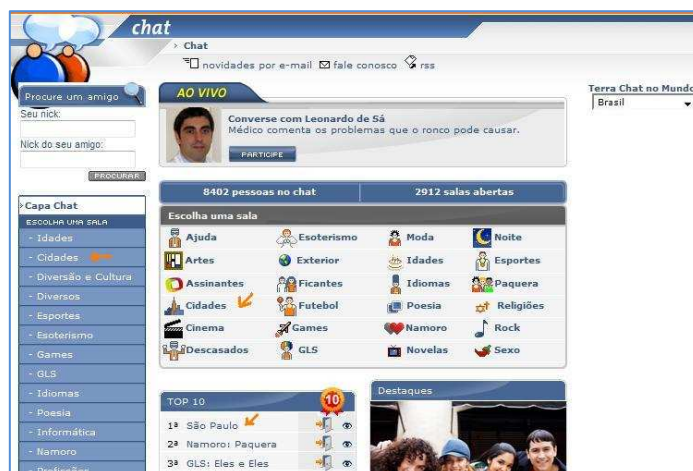 chat
› Chat
novidades por e-mail fale conosco rss
Procure um amigo
Seu nick:
Nick do seu amigo:
PROCURAR
AO VIVO
Converse com Leonardo de Sá
Médico comenta os problemas que o ronco pode causar.
PARTICIPE
Terra Chat no Mundo
Brasil
8402 pessoas no chat 2912 salas abertas
›Capa Chat
ESCOLHA UMA SALA
- Idades
- Cidades
- Diversão e Cultura
- Diversos
- Esportes
- Esoterismo
- Games
- GLS
- Idiomas
- Poesia
- Informática
- Namoro
- Profissões
Escolha uma sala
Ajuda Esoterismo Moda Noite
Artes Exterior Idades Esportes
Assinantes Ficantes Idiomas Paquera
Cidades Futebol Poesia Religiões
Cinema Games Namoro Rock
Descasados GLS Novelas Sexo
TOP 10
10
1ª São Paulo
2ª Namoro: Paquera
3ª GLS: Eles e Eles
Destaques